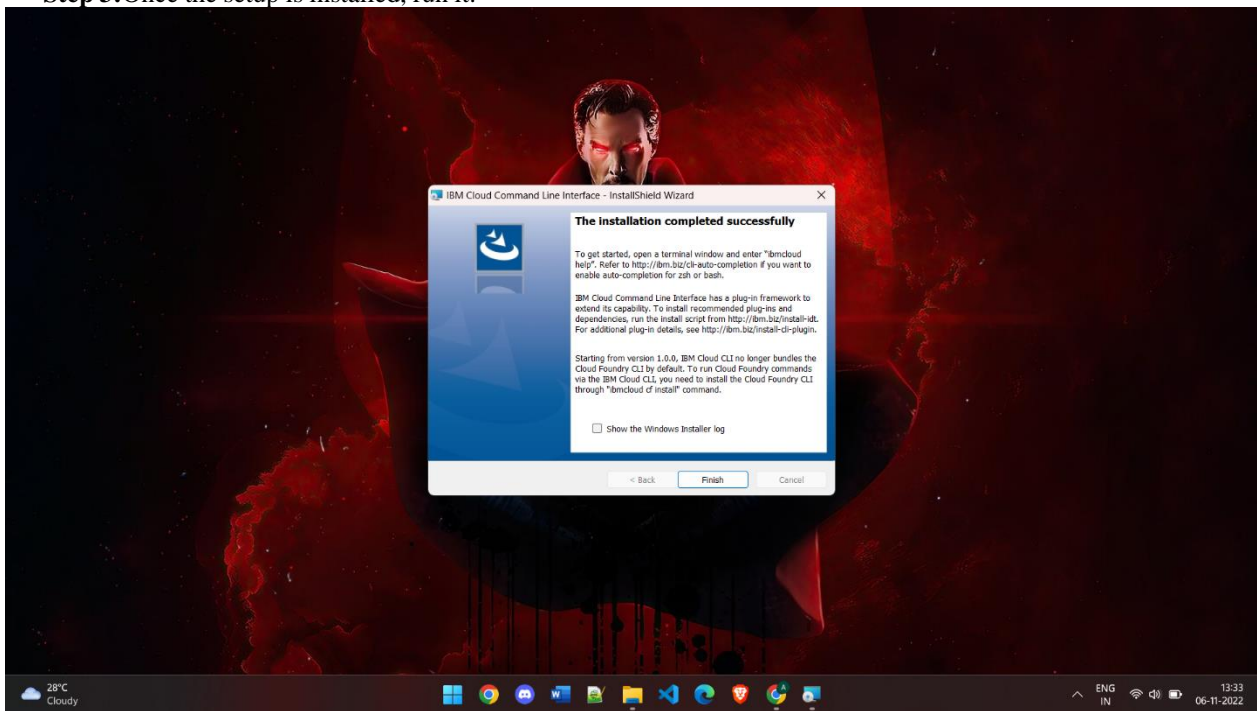 Step 3:Once the setup is installed, run it.
IBM Cloud Command Line Interface - InstallShield Wizard
The installation completed successfully
To get started, open a terminal window and enter "ibmcloud
help". Refer to http://ibm.biz/cli-auto-completion if you want to
enable auto-completion for zsh or bash.
IBM Cloud Command Line Interface has a plug-in framework to
extend its capability. To install recommended plug-ins and
dependencies, run the install script from http://ibm.biz/install-idt.
For additional plug-in details, see http://ibm.biz/install-cli-plugin.
Starting from version 1.0.0, IBM Cloud CLI no longer bundles the
Cloud Foundry CLI by default. To run Cloud Foundry commands
via the IBM Cloud CLI, you need to install the Cloud Foundry CLI
through "ibmcloud cf install" command.
Show the Windows Installer log
< Back Finish Cancel
28°C
Cloudy
ENG
IN
13:33
06-11-2022